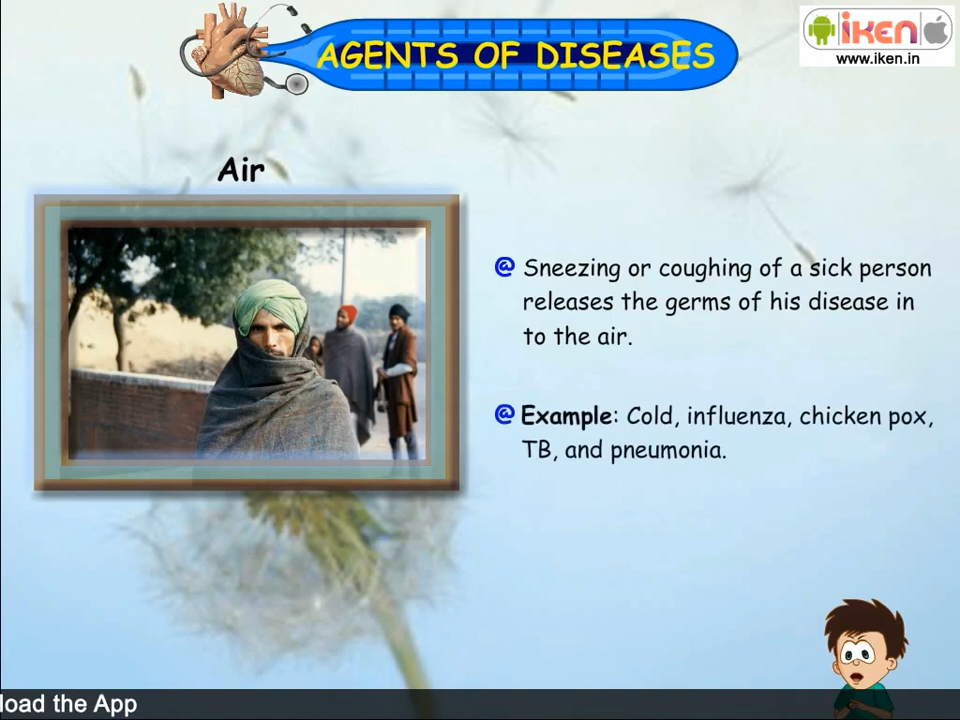 AGENTS OF DISEASES
iKEN
www.iken.in
Air
@ Sneezing or coughing of a sick person
releases the germs of his disease in
to the air.
@ Example: Cold, influenza, chicken pox,
TB, and pneumonia.
load the App